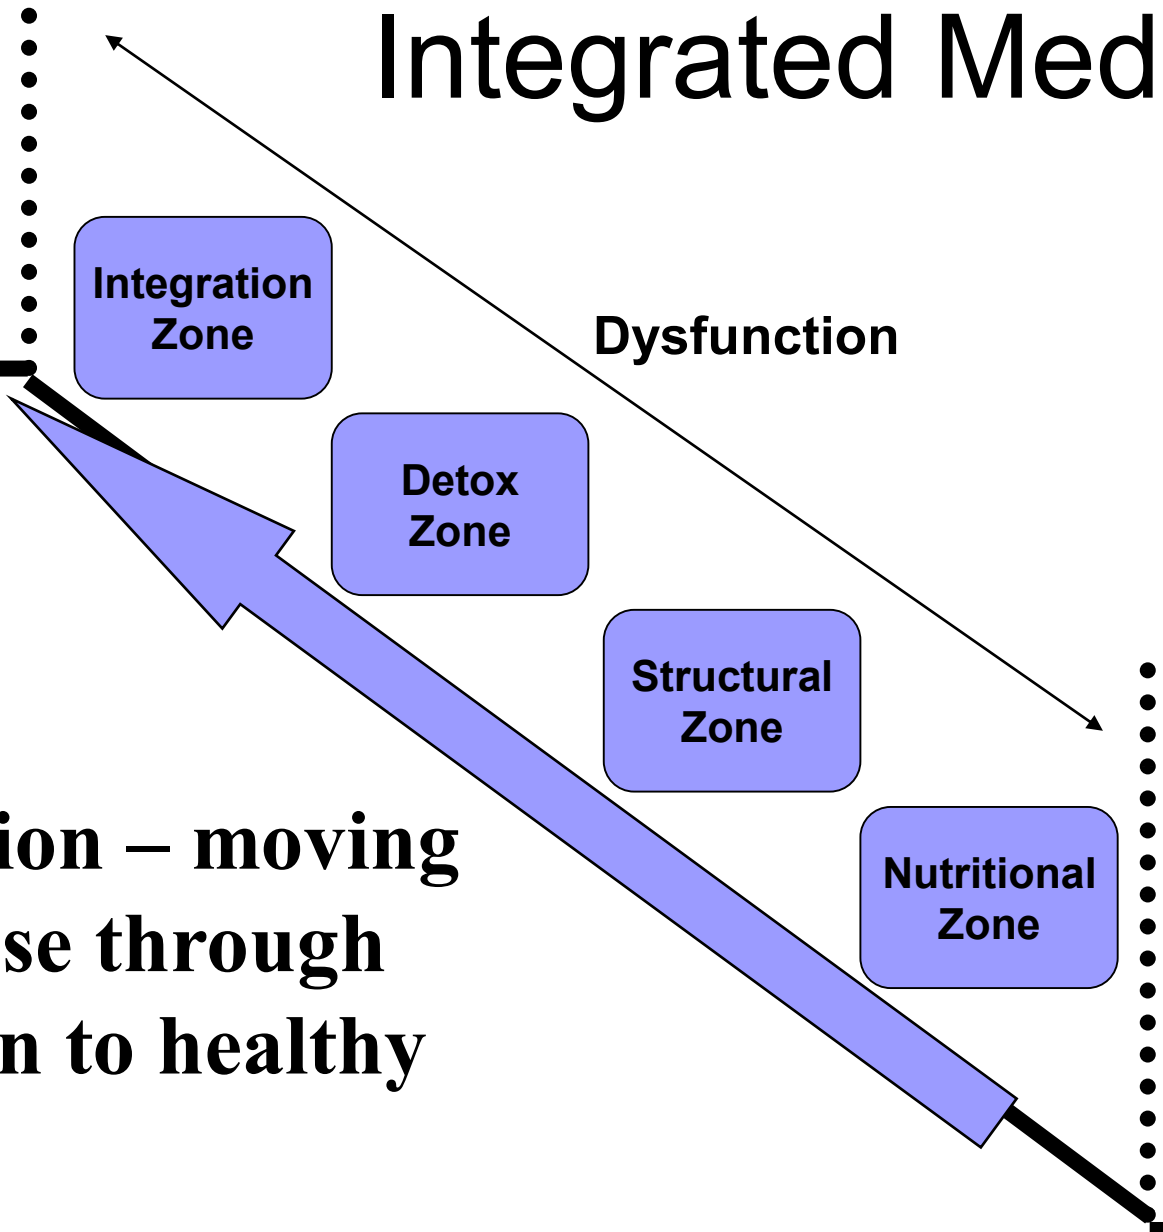 Integrated Med
Integration
Zone
Dysfunction
Detox
Zone
Structural
Zone
Nutritional
Zone
ion – moving
se through
n to healthy